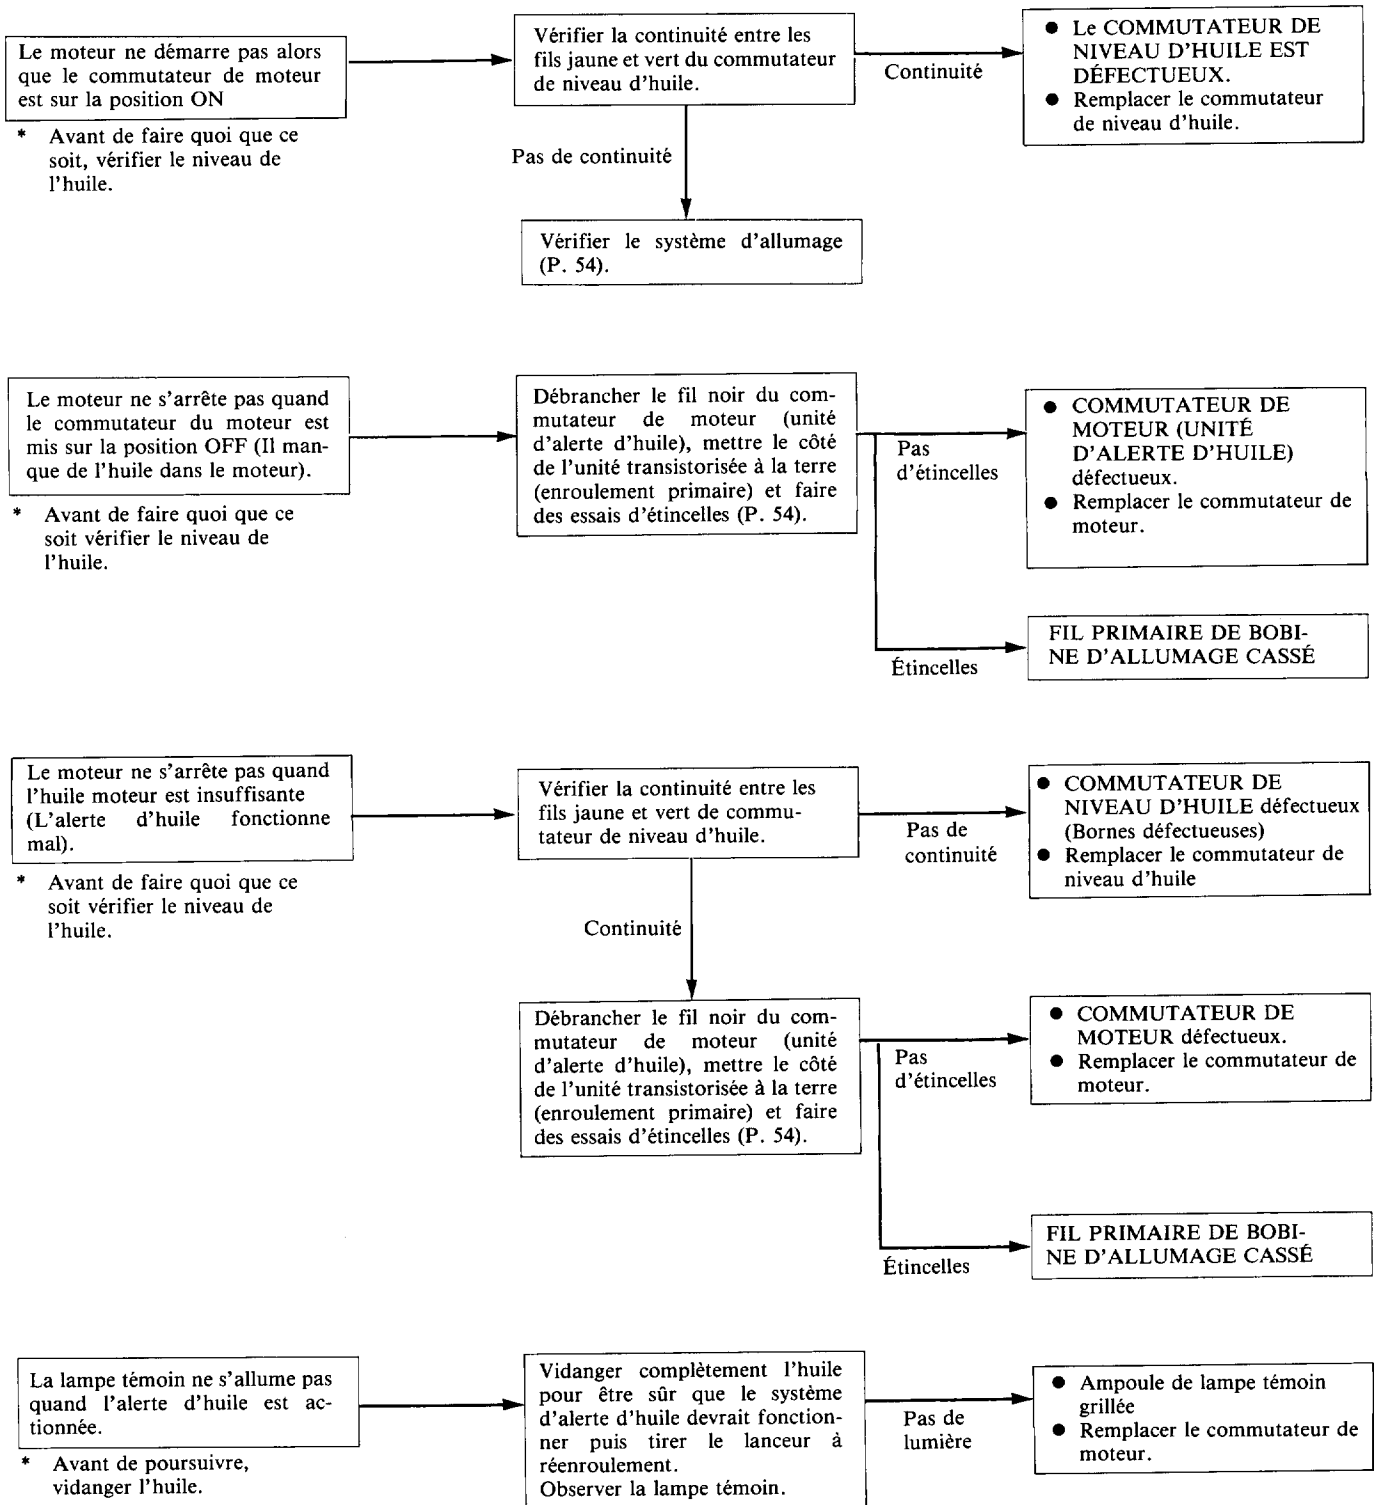 Le moteur ne démarre pas alors
que le commutateur de moteur
est sur la position ON
* Avant de faire quoi que ce
soit, vérifier le niveau de
l'huile.
Vérifier la continuité entre les
fils jaune et vert du commutateur
de niveau d'huile.
Continuité
● Le COMMUTATEUR DE
NIVEAU D'HUILE EST
DÉFECTUEUX.
● Remplacer le commutateur
de niveau d'huile.
Pas de continuité
Vérifier le système d'allumage
(P. 54).
Le moteur ne s'arrête pas quand
le commutateur du moteur est
mis sur la position OFF (Il man-
que de l'huile dans le moteur).
* Avant de faire quoi que ce
soit vérifier le niveau de
l'huile.
Débrancher le fil noir du com-
mutateur de moteur (unité
d'alerte d'huile), mettre le côté
de l'unité transistorisée à la terre
(enroulement primaire) et faire
des essais d'étincelles (P. 54).
Pas
d'étincelles
● COMMUTATEUR DE
MOTEUR (UNITÉ
D'ALERTE D'HUILE)
défectueux.
● Remplacer le commutateur de
moteur.
Étincelles
FIL PRIMAIRE DE BOBI-
NE D'ALLUMAGE CASSÉ
Le moteur ne s'arrête pas quand
l'huile moteur est insuffisante
(L'alerte d'huile fonctionne
mal).
* Avant de faire quoi que ce
soit vérifier le niveau de
l'huile.
Vérifier la continuité entre les
fils jaune et vert de commu-
tateur de niveau d'huile.
Pas de
continuité
● COMMUTATEUR DE
NIVEAU D'HUILE défectueux
(Bornes défectueuses)
● Remplacer le commutateur de
niveau d'huile
Continuité
Débrancher le fil noir du com-
mutateur de moteur (unité
d'alerte d'huile), mettre le côté
de l'unité transistorisée à la terre
(enroulement primaire) et faire
des essais d'étincelles (P. 54).
Pas
d'étincelles
● COMMUTATEUR DE
MOTEUR défectueux.
● Remplacer le commutateur de
moteur.
Étincelles
FIL PRIMAIRE DE BOBI-
NE D'ALLUMAGE CASSÉ
La lampe témoin ne s'allume pas
quand l'alerte d'huile est ac-
tionnée.
* Avant de poursuivre,
vidanger l'huile.
Vidanger complètement l'huile
pour être sûr que le système
d'alerte d'huile devrait fonction-
ner puis tirer le lanceur à
réenroulement.
Observer la lampe témoin.
Pas de
lumière
● Ampoule de lampe témoin
grillée
● Remplacer le commutateur de
moteur.